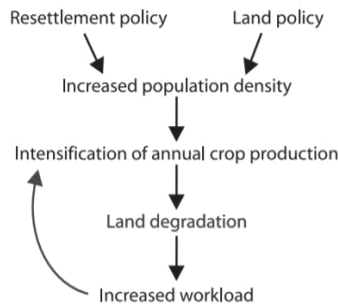 Resettlement policy
Land policy
Increased population density
Intensification of annual crop production
Land degradation
Increased workload